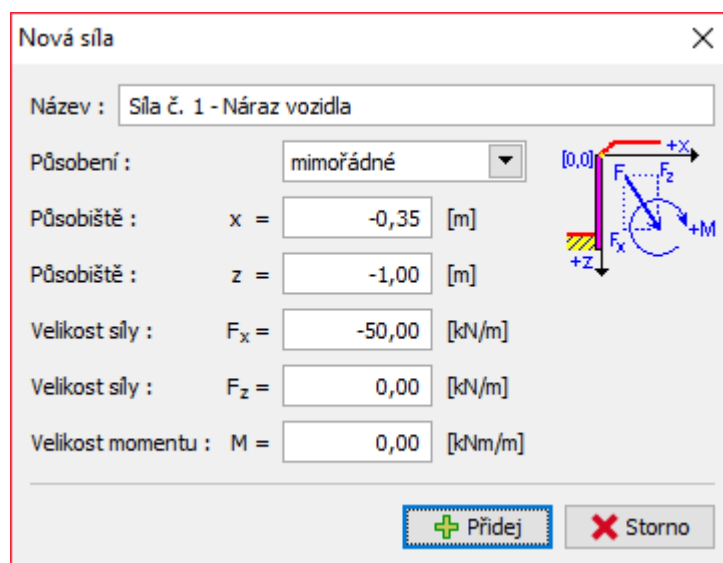 Nová síla
Název : Síla č. 1 - Náraz vozidla
Působení : mimořádné
Působiště : x = -0,35 [m]
Působiště : z = -1,00 [m]
Velikost síly : Fx = -50,00 [kN/m]
Velikost síly : Fz = 0,00 [kN/m]
Velikost momentu : M = 0,00 [kNm/m]
[0,0] +X
F Fz
Fx +M
+Z
Přidej Storno